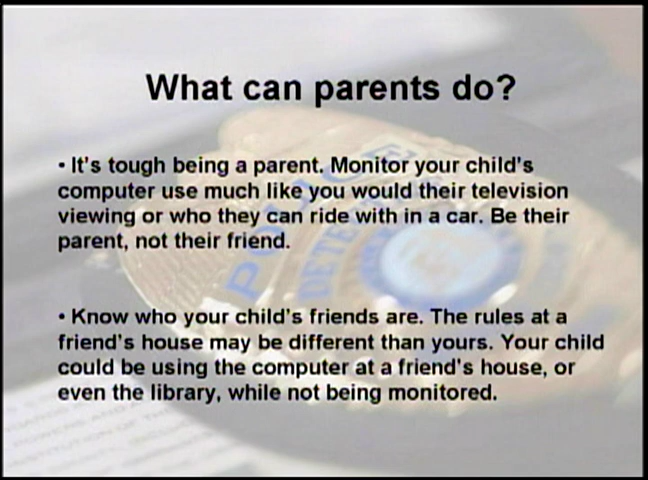 What can parents do?
• It's tough being a parent. Monitor your child's
computer use much like you would their television
viewing or who they can ride with in a car. Be their
parent, not their friend.
• Know who your child's friends are. The rules at a
friend's house may be different than yours. Your child
could be using the computer at a friend's house, or
even the library, while not being monitored.
POLICE
DETECTIVE